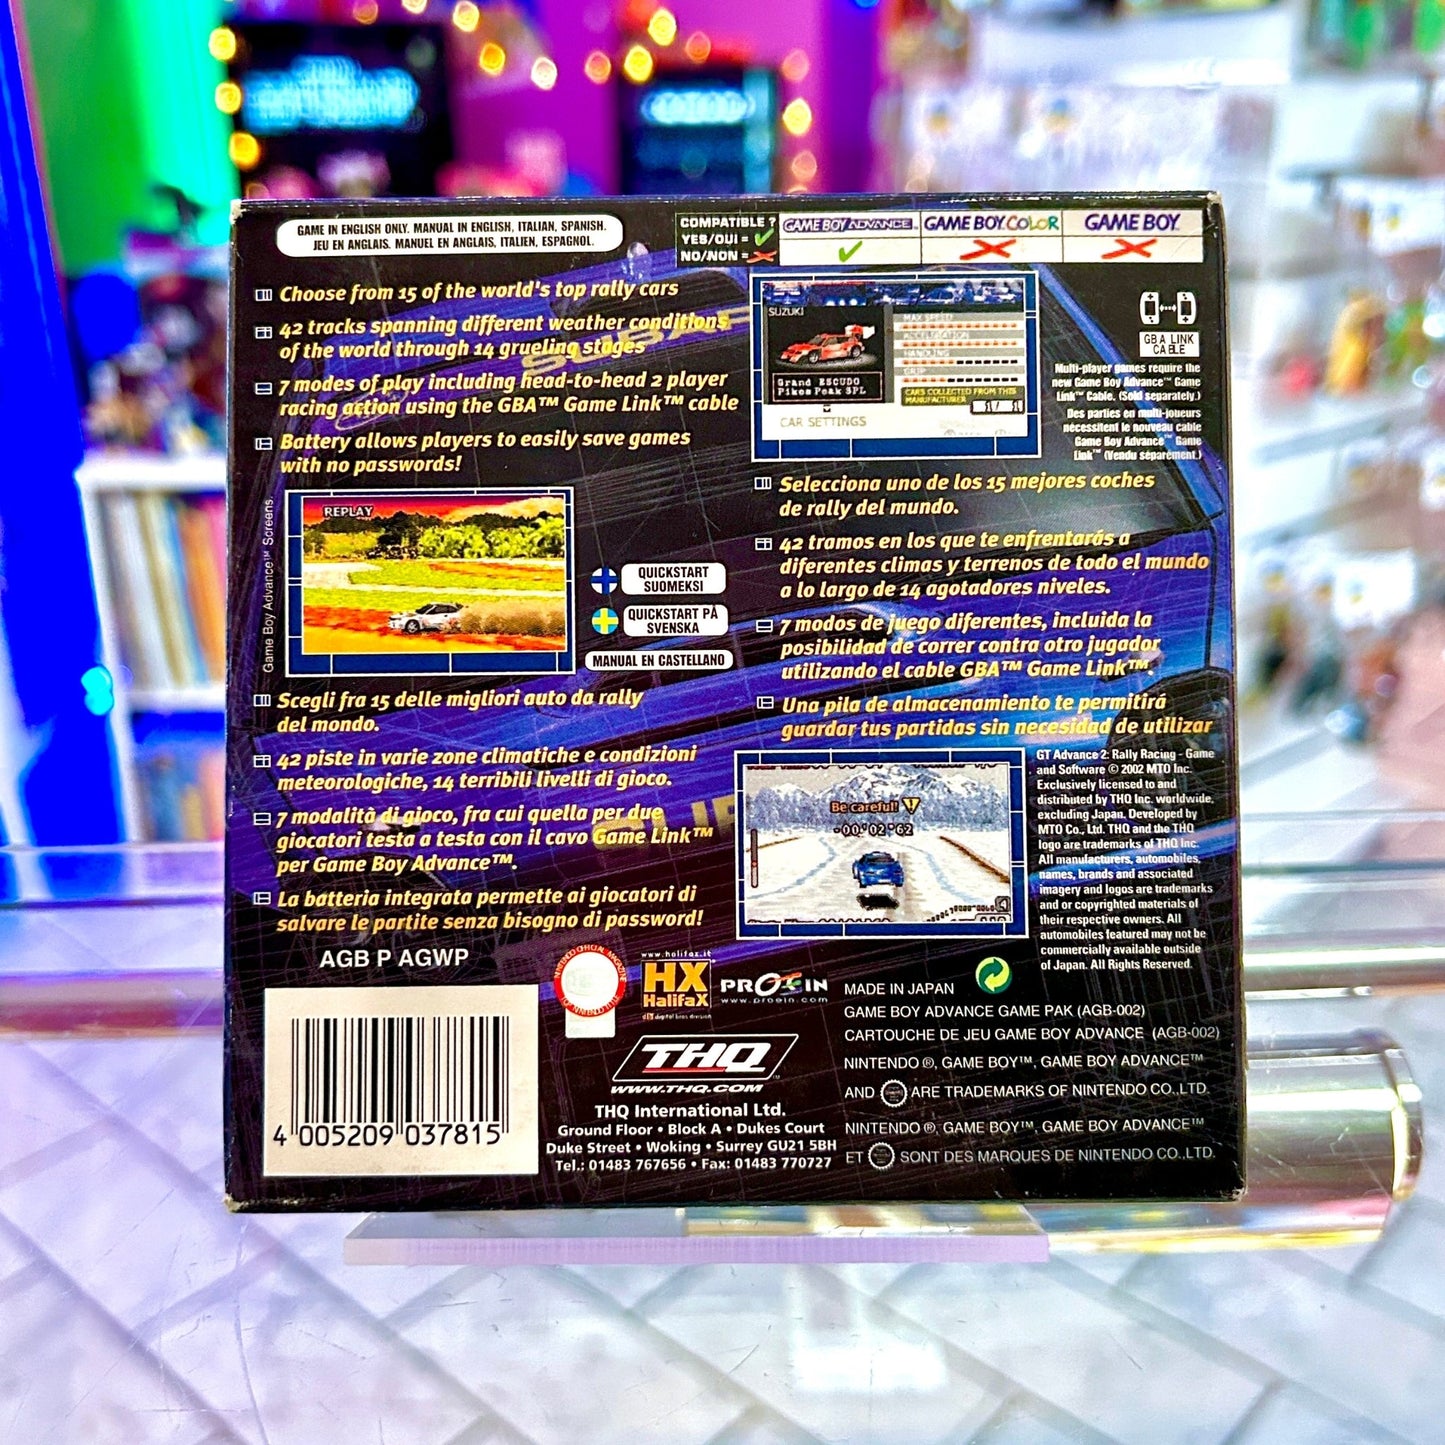 GAME IN ENGLISH ONLY. MANUAL IN ENGLISH, ITALIAN, SPANISH.
JEU EN ANGLAIS. MANUEL EN ANGLAIS, ITALIEN, ESPAGNOL.
COMPATIBLE ?
YES/OUI =
NO/NON =
GAME BOY ADVANCE
GAME BOY COLOR
GAME BOY
Choose from 15 of the world's top rally cars
42 tracks spanning different weather conditions
of the world through 14 grueling stages
7 modes of play including head-to-head 2 player
racing action using the GBA™ Game Link™ cable
Battery allows players to easily save games
with no passwords!
SUZUKI
MAX SPEED
ACCELERATION
HANDLING
GRIP
Grand ESCUDO
Pikes Peak SPL
CARS COLLECTED FROM THIS
MANUFACTURER
1/ 1
CAR SETTINGS
GBA LINK
CABLE
Multi-player games require the
new Game Boy Advance™ Game
Link™ Cable. (Sold separately.)
Des parties en multi-joueurs
nécessitent le nouveau cable
Game Boy Advance™ Game
Link™ (Vendu séparément.)
Game Boy Advance™ Screens.
REPLAY
QUICKSTART
SUOMEKSI
QUICKSTART PÅ
SVENSKA
MANUAL EN CASTELLANO
Selecciona uno de los 15 mejores coches
de rally del mundo.
42 tramos en los que te enfrentarás a
diferentes climas y terrenos de todo el mundo
a lo largo de 14 agotadores niveles.
7 modos de juego diferentes, incluida la
posibilidad de correr contra otro jugador
utilizando el cable GBA™ Game Link™.
Una pila de almacenamiento te permitirá
guardar tus partidas sin necesidad de utilizar
Scegli fra 15 delle migliori auto da rally
del mondo.
42 piste in varie zone climatiche e condizioni
meteorologiche, 14 terribili livelli di gioco.
7 modalità di gioco, fra cui quella per due
giocatori testa a testa con il cavo Game Link™
per Game Boy Advance™.
La batteria integrata permette ai giocatori di
salvare le partite senza bisogno di password!
Be careful!
-00'02"62
GT Advance 2: Rally Racing - Game
and Software © 2002 MTO Inc.
Exclusively licensed to and
distributed by THQ Inc. worldwide,
excluding Japan. Developed by
MTO Co., Ltd. THQ and the THQ
logo are trademarks of THQ Inc.
All manufacturers, automobiles,
names, brands and associated
imagery and logos are trademarks
and or copyrighted materials of
their respective owners. All
automobiles featured may not be
commercially available outside
of Japan. All Rights Reserved.
AGB P AGWP
NINTENDO OFFICIAL MAGAZINE
www.halifax.it
HX
HalifaX
digital bros division
PROEIN
www.proein.com
MADE IN JAPAN
GAME BOY ADVANCE GAME PAK (AGB-002)
CARTOUCHE DE JEU GAME BOY ADVANCE (AGB-002)
NINTENDO ®, GAME BOY™, GAME BOY ADVANCE™
AND ARE TRADEMARKS OF NINTENDO CO.,LTD.
NINTENDO ®, GAME BOY™, GAME BOY ADVANCE™
ET SONT DES MARQUES DE NINTENDO CO.,LTD.
THQ
WWW.THQ.COM
THQ International Ltd.
Ground Floor • Block A • Dukes Court
Duke Street • Woking • Surrey GU21 5BH
Tel.: 01483 767656 • Fax: 01483 770727
4 005209 037815